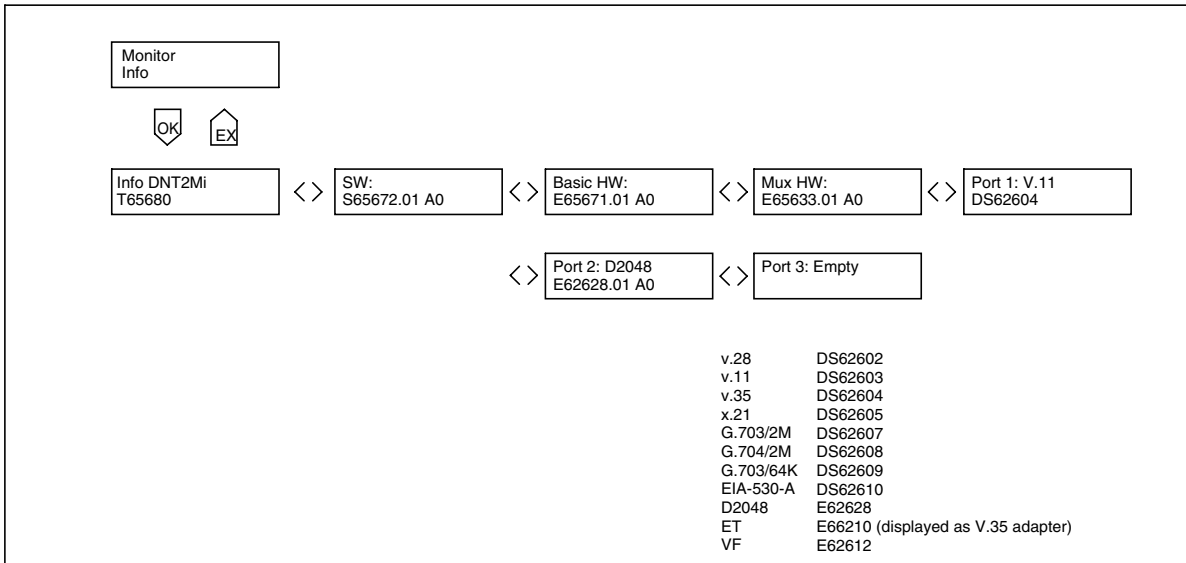 Monitor
Info
OK EX
Info DNT2Mi
T65680
< >
SW:
S65672.01 A0
< >
Basic HW:
E65671.01 A0
< >
Mux HW:
E65633.01 A0
< >
Port 1: V.11
DS62604
< >
Port 2: D2048
E62628.01 A0
< >
Port 3: Empty
v.28 DS62602
v.11 DS62603
v.35 DS62604
x.21 DS62605
G.703/2M DS62607
G.704/2M DS62608
G.703/64K DS62609
EIA-530-A DS62610
D2048 E62628
ET E66210 (displayed as V.35 adapter)
VF E62612